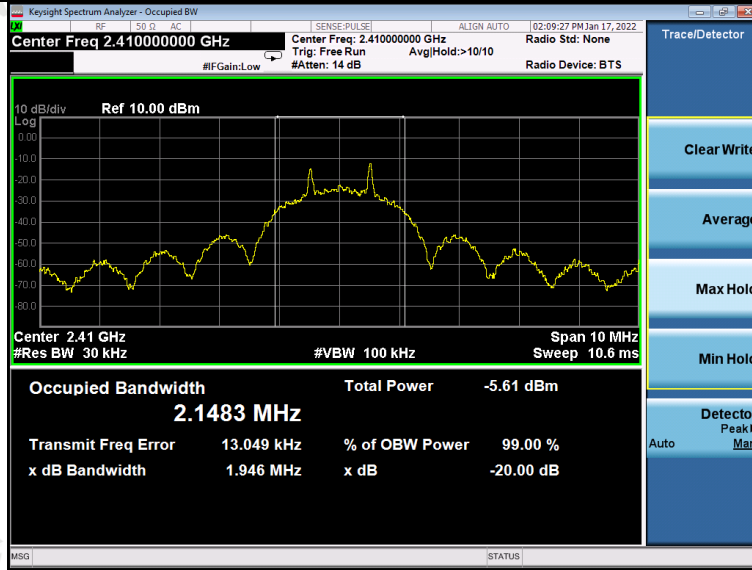 Keysight Spectrum Analyzer - Occupied BW
RF 50 Ω AC SENSE:PULSE ALIGN AUTO 02:09:27 PM Jan 17, 2022
Center Freq 2.410000000 GHz Center Freq: 2.410000000 GHz Radio Std: None
Trig: Free Run Avg|Hold:>10/10
#IFGain:Low #Atten: 14 dB Radio Device: BTS
10 dB/div Ref 10.00 dBm
Log
0.00
-10.0
-20.0
-30.0
-40.0
-50.0
-60.0
-70.0
-80.0
Center 2.41 GHz Span 10 MHz
#Res BW 30 kHz #VBW 100 kHz Sweep 10.6 ms
Occupied Bandwidth Total Power -5.61 dBm
2.1483 MHz
Transmit Freq Error 13.049 kHz % of OBW Power 99.00 %
x dB Bandwidth 1.946 MHz x dB -20.00 dB
MSG STATUS
Trace/Detector
Clear Write
Average
Max Hold
Min Hold
Detector
Peak
Auto Man